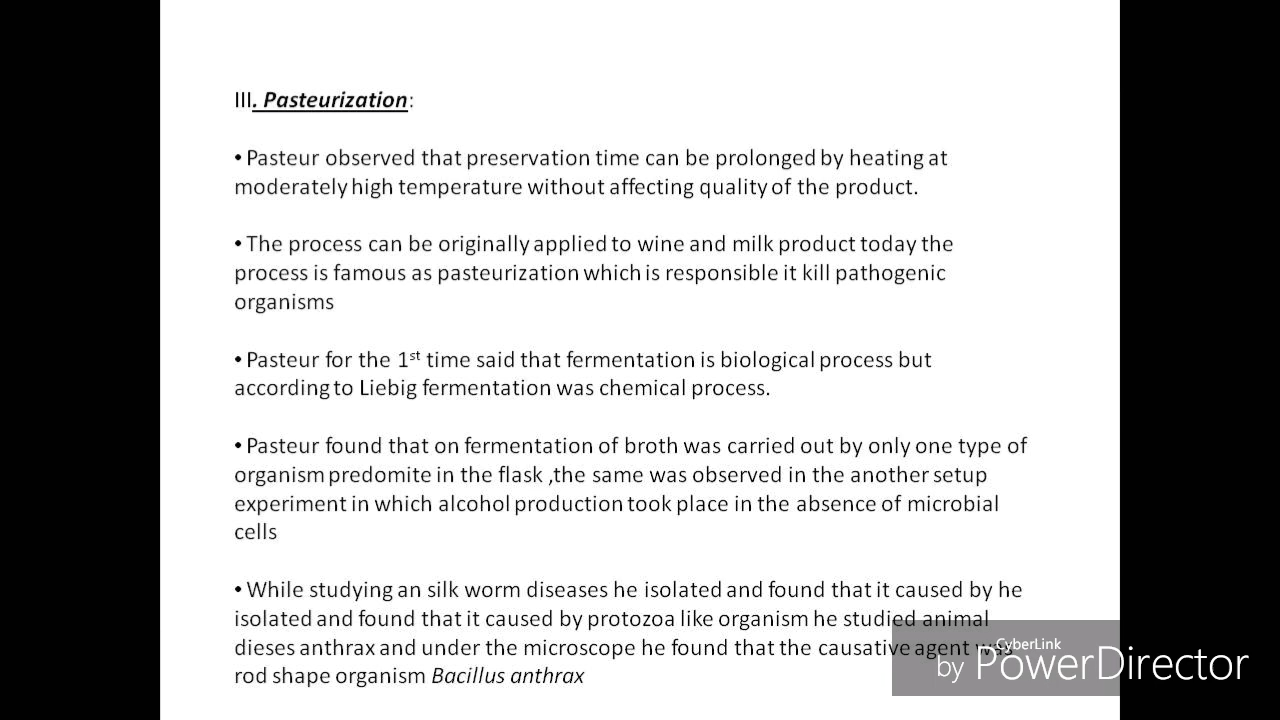 III. Pasteurization:
• Pasteur observed that preservation time can be prolonged by heating at
moderately high temperature without affecting quality of the product.
• The process can be originally applied to wine and milk product today the
process is famous as pasteurization which is responsible it kill pathogenic
organisms
• Pasteur for the 1st time said that fermentation is biological process but
according to Liebig fermentation was chemical process.
• Pasteur found that on fermentation of broth was carried out by only one type of
organism predomite in the flask ,the same was observed in the another setup
experiment in which alcohol production took place in the absence of microbial
cells
• While studying an silk worm diseases he isolated and found that it caused by he
isolated and found that it caused by protozoa like organism he studied animal
dieses anthrax and under the microscope he found that the causative agent was
rod shape organism Bacillus anthrax
CyberLink
by PowerDirector